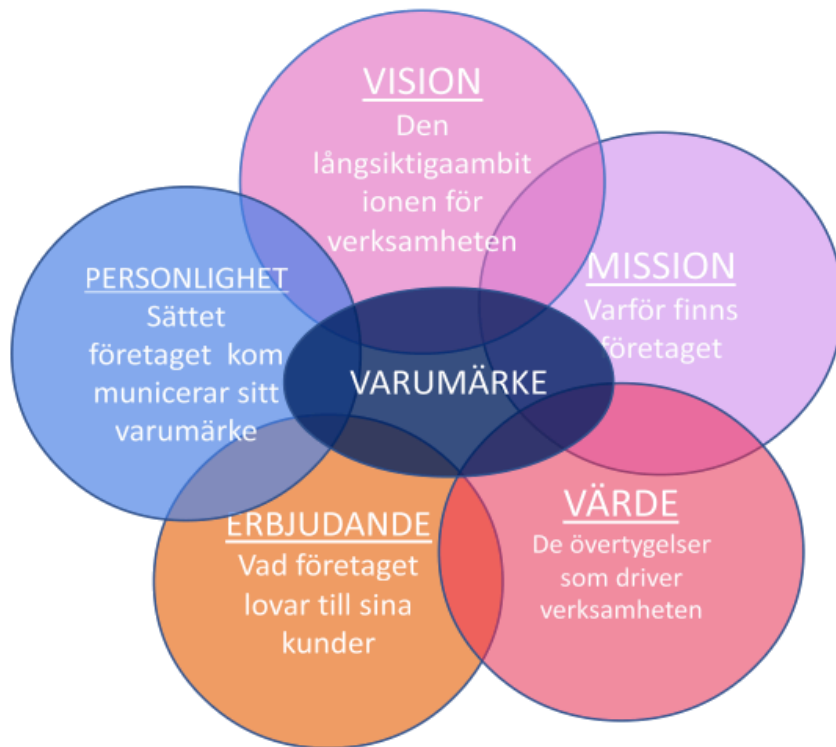 VISION
Den
långsiktigaambit
ionen för
verksamheten
MISSION
Varför finns
företaget
PERSONLIGHET
Sättet
företaget kom
municerar sitt
varumärke
VARUMÄRKE
ERBJUDANDE
Vad företaget
lovar till sina
kunder
VÄRDE
De övertygelser
som driver
verksamheten